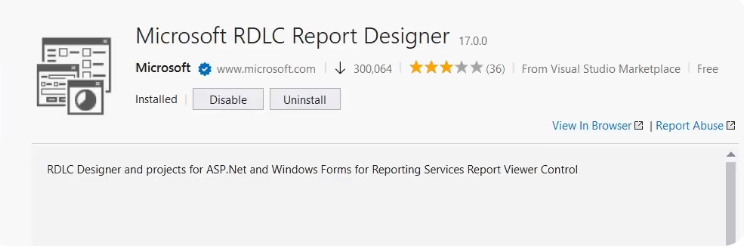 Microsoft RDLC Report Designer 17.0.0
Microsoft www.microsoft.com | 300,064 | (36) | From Visual Studio Marketplace | Free
Installed | Disable Uninstall
View In Browser | Report Abuse
RDLC Designer and projects for ASP.Net and Windows Forms for Reporting Services Report Viewer Control